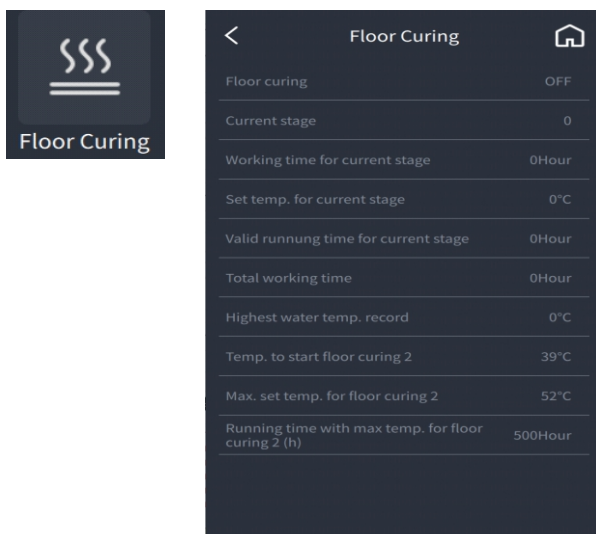 Floor Curing
Floor Curing
Floor curing OFF
Current stage 0
Working time for current stage 0Hour
Set temp. for current stage 0°C
Valid runnung time for current stage 0Hour
Total working time 0Hour
Highest water temp. record 0°C
Temp. to start floor curing 2 39°C
Max. set temp. for floor curing 2 52°C
Running time with max temp. for floor
curing 2 (h) 500Hour